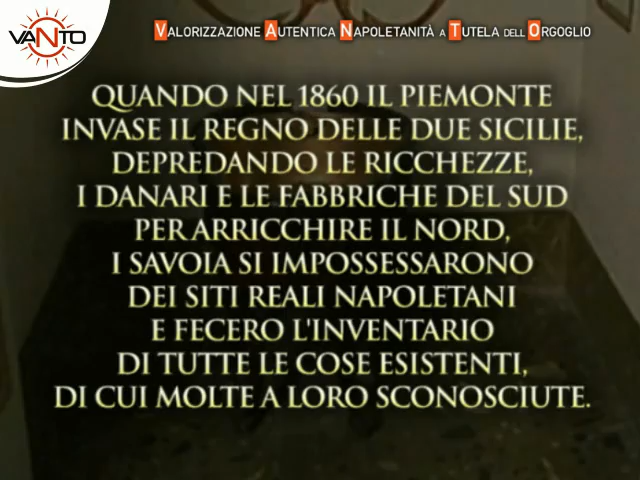 VANTO
VALORIZZAZIONE AUTENTICA NAPOLETANITÀ A TUTELA DELL ORGOGLIO
QUANDO NEL 1860 IL PIEMONTE
INVASE IL REGNO DELLE DUE SICILIE,
DEPREDANDO LE RICCHEZZE,
I DANARI E LE FABBRICHE DEL SUD
PER ARRICCHIRE IL NORD,
I SAVOIA SI IMPOSSESSARONO
DEI SITI REALI NAPOLETANI
E FECERO L'INVENTARIO
DI TUTTE LE COSE ESISTENTI,
DI CUI MOLTE A LORO SCONOSCIUTE.